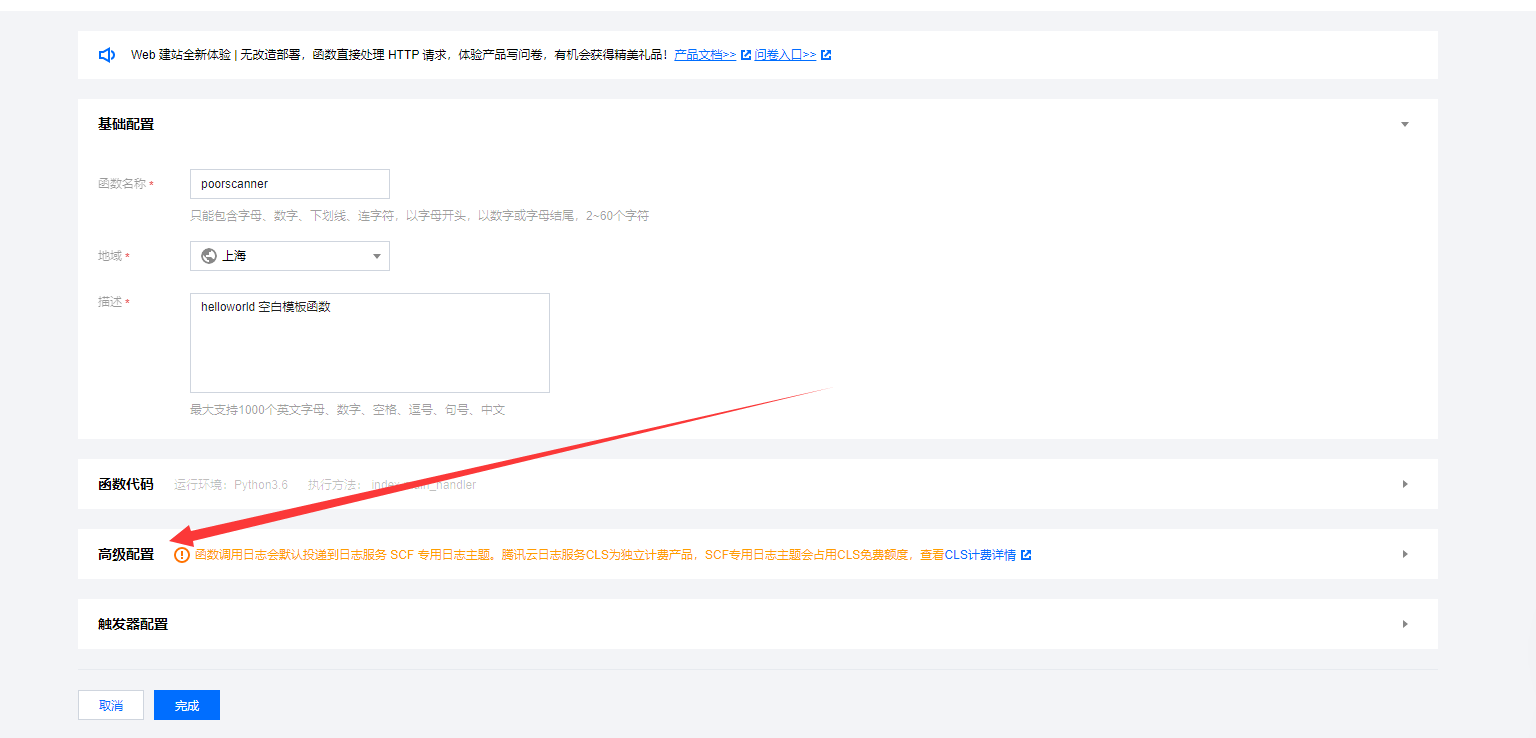 Web 建站全新体验 | 无改造部署，函数直接处理 HTTP 请求，体验产品写问卷，有机会获得精美礼品！产品文档>> 问卷入口>>
基础配置
函数名称 *
poorscanner
只能包含字母、数字、下划线、连字符，以字母开头，以数字或字母结尾，2~60个字符
地域 *
上海
描述 *
helloworld 空白模板函数
最大支持1000个英文字母、数字、空格、逗号、句号、中文
函数代码 运行环境：Python3.6 执行方法： index.main_handler
高级配置 函数调用日志会默认投递到日志服务 SCF 专用日志主题。腾讯云日志服务CLS为独立计费产品，SCF专用日志主题会占用CLS免费额度，查看CLS计费详情
触发器配置
取消 完成